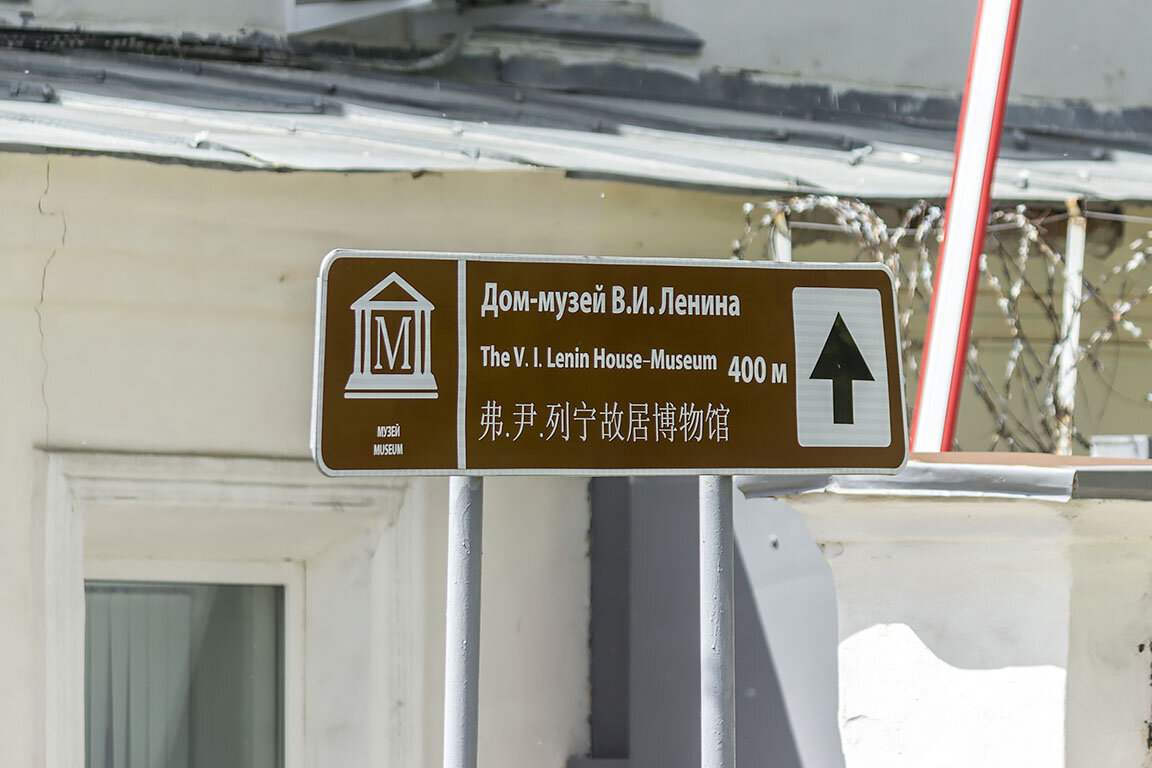 М
МУЗЕЙ
MUSEUM
Дом-музей В.И. Ленина
The V. I. Lenin House–Museum 400 м
弗.尹.列宁故居博物馆